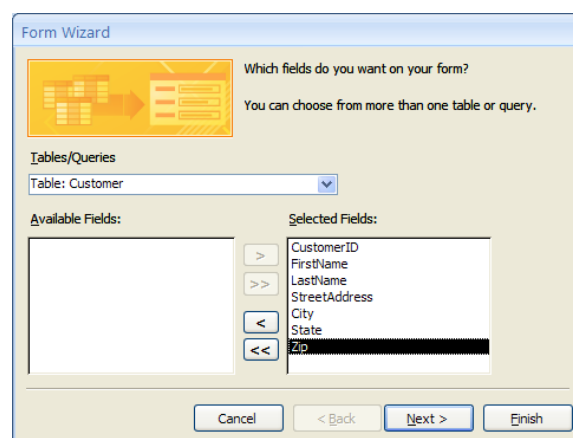 Form Wizard
Which fields do you want on your form?
You can choose from more than one table or query.
Tables/Queries
Table: Customer
Available Fields:
Selected Fields:
>
>>
<
<<
CustomerID
FirstName
LastName
StreetAddress
City
State
Zip
Cancel
< Back
Next >
Finish